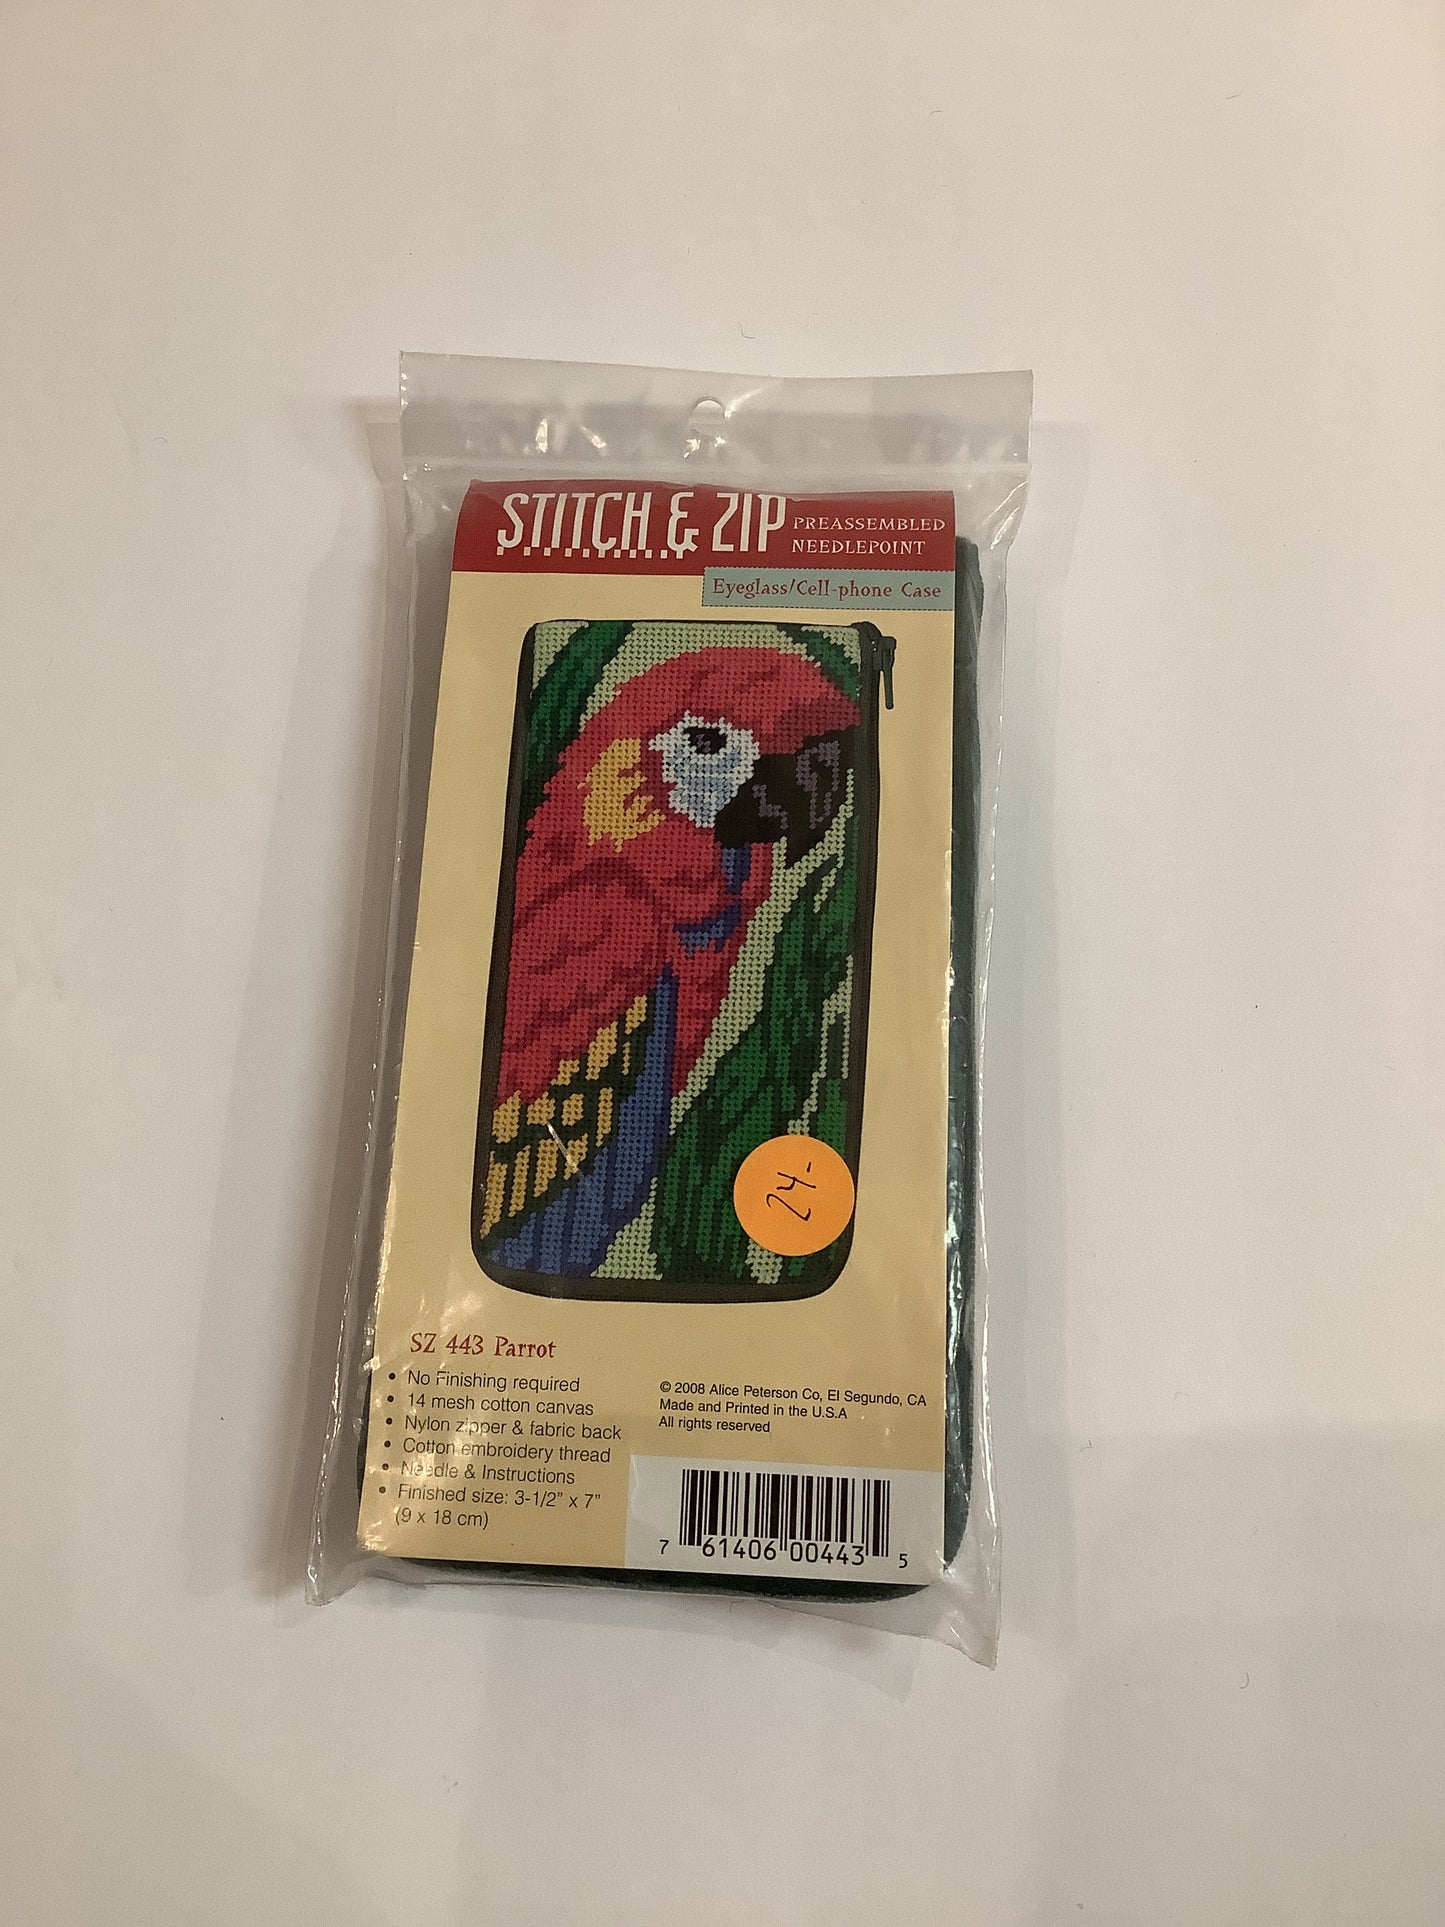 STITCH & ZIP
PREASSEMBLED
NEEDLEPOINT
Eyeglass/Cell-phone Case
24-
SZ 443 Parrot
• No Finishing required
• 14 mesh cotton canvas
• Nylon zipper & fabric back
• Cotton embroidery thread
• Needle & Instructions
• Finished size: 3-1/2" x 7"
(9 x 18 cm)
© 2008 Alice Peterson Co, El Segundo, CA
Made and Printed in the U.S.A
All rights reserved
7 61406 00443 5